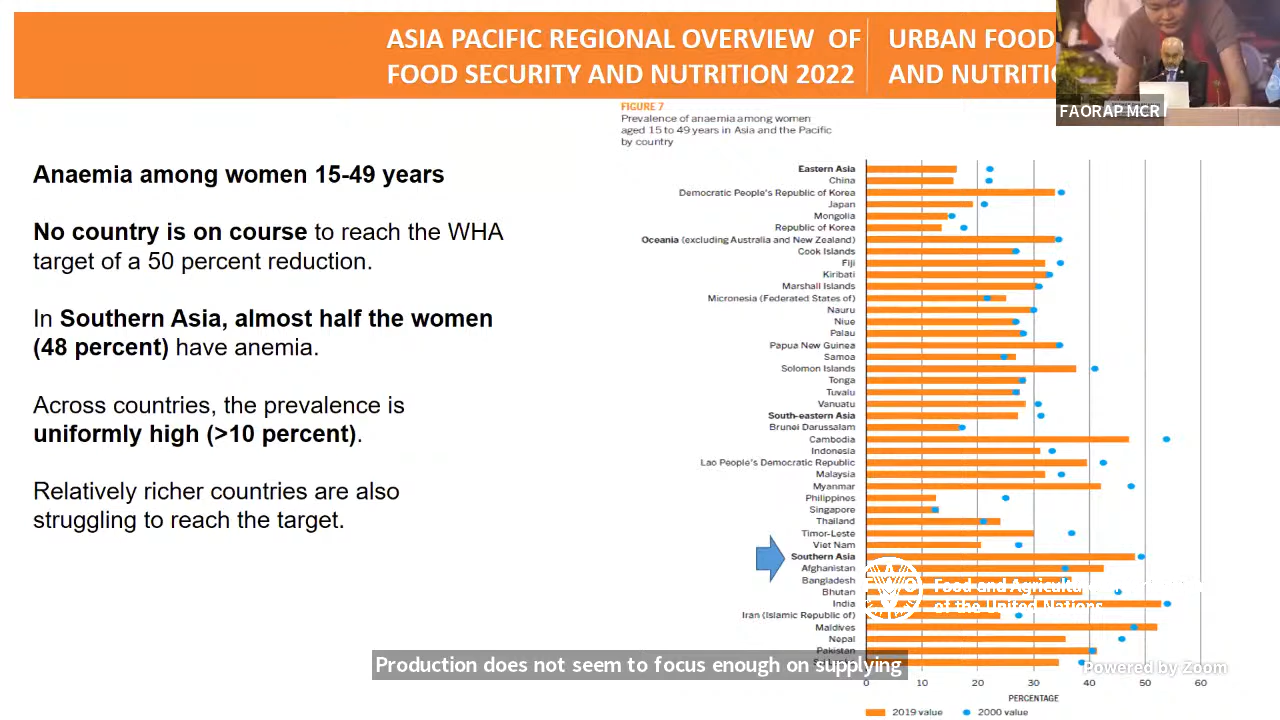 ASIA PACIFIC REGIONAL OVERVIEW OF
FOOD SECURITY AND NUTRITION 2022
URBAN FOOD
AND
FAORAP MCR
FIGURE 7
Prevalence of anaemia among women
aged 15 to 49 years in Asia and the Pacific
by country
Anaemia among women 15-49 years
No country is on course to reach the WHA
target of a 50 percent reduction.
In Southern Asia, almost half the women
(48 percent) have anemia.
Across countries, the prevalence is
uniformly high (>10 percent).
Relatively richer countries are also
struggling to reach the target.
Eastern Asia
China
Democratic People's Republic of Korea
Japan
Mongolia
Republic of Korea
Oceania (excluding Australia and New Zealand)
Cook Islands
Fiji
Kiribati
Marshall Islands
Micronesia (Federated States of)
Nauru
Niue
Palau
Papua New Guinea
Samoa
Solomon Islands
Tonga
Tuvalu
Vanuatu
South-eastern Asia
Brunei Darussalam
Cambodia
Indonesia
Lao People's Democratic Republic
Malaysia
Myanmar
Philippines
Singapore
Thailand
Timor-Leste
Viet Nam
Southern Asia
Afghanistan
Bangladesh
Bhutan
India
Iran (Islamic Republic of)
Maldives
Nepal
Pakistan
Food and Agriculture
of the United Nations
Production does not seem to focus enough on supplying
Powered by Zoom
0 10 20 30 40 50 60
PERCENTAGE
2019 value 2000 value